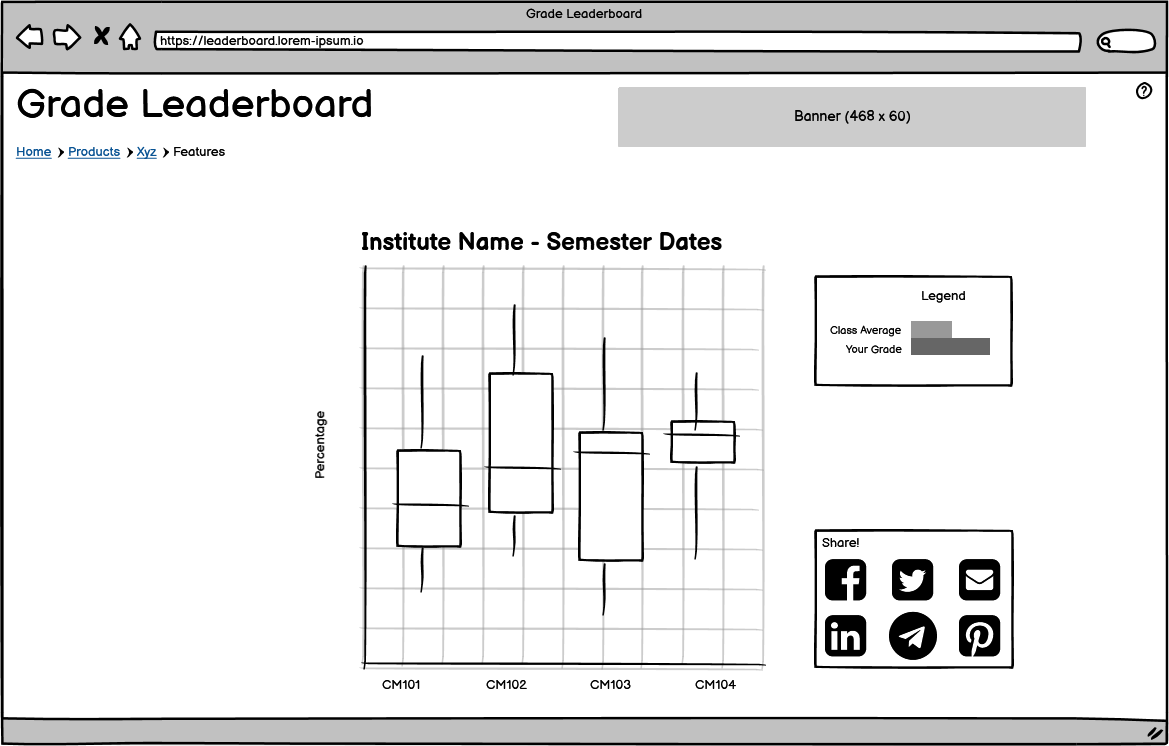 Grade Leaderboard
https://leaderboard.lorem-ipsum.io
Grade Leaderboard
Banner (468 x 60)
?
Home Products Xyz Features
Institute Name - Semester Dates
Legend
Class Average
Your Grade
Percentage
Share!
in
CM101 CM102 CM103 CM104